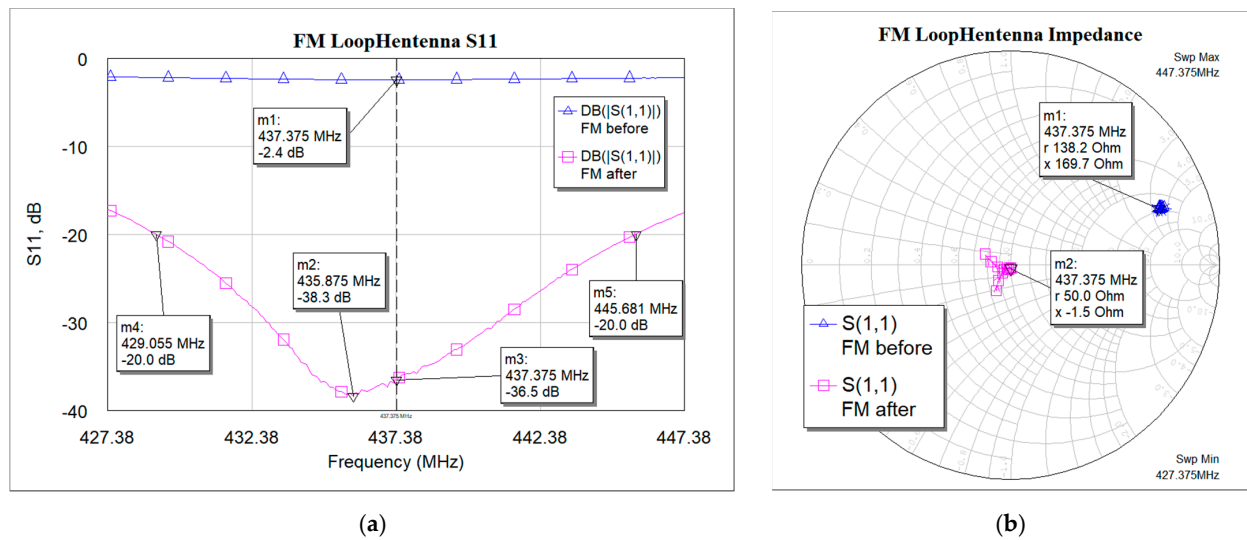 FM LoopHentenna S11
0
-10
-20
-30
-40
S11, dB
m1:
437.375 MHz
-2.4 dB
DB(|S(1,1)|)
FM before
DB(|S(1,1)|)
FM after
m2:
435.875 MHz
-38.3 dB
m5:
445.681 MHz
-20.0 dB
m4:
429.055 MHz
-20.0 dB
m3:
437.375 MHz
-36.5 dB
437.375 MHz
427.38
432.38
437.38
442.38
447.38
Frequency (MHz)
(a)
FM LoopHentenna Impedance
Swp Max
447.375MHz
m1:
437.375 MHz
r 138.2 Ohm
x 169.7 Ohm
m2:
437.375 MHz
r 50.0 Ohm
x -1.5 Ohm
S(1,1)
FM before
S(1,1)
FM after
Swp Min
427.375MHz
(b)